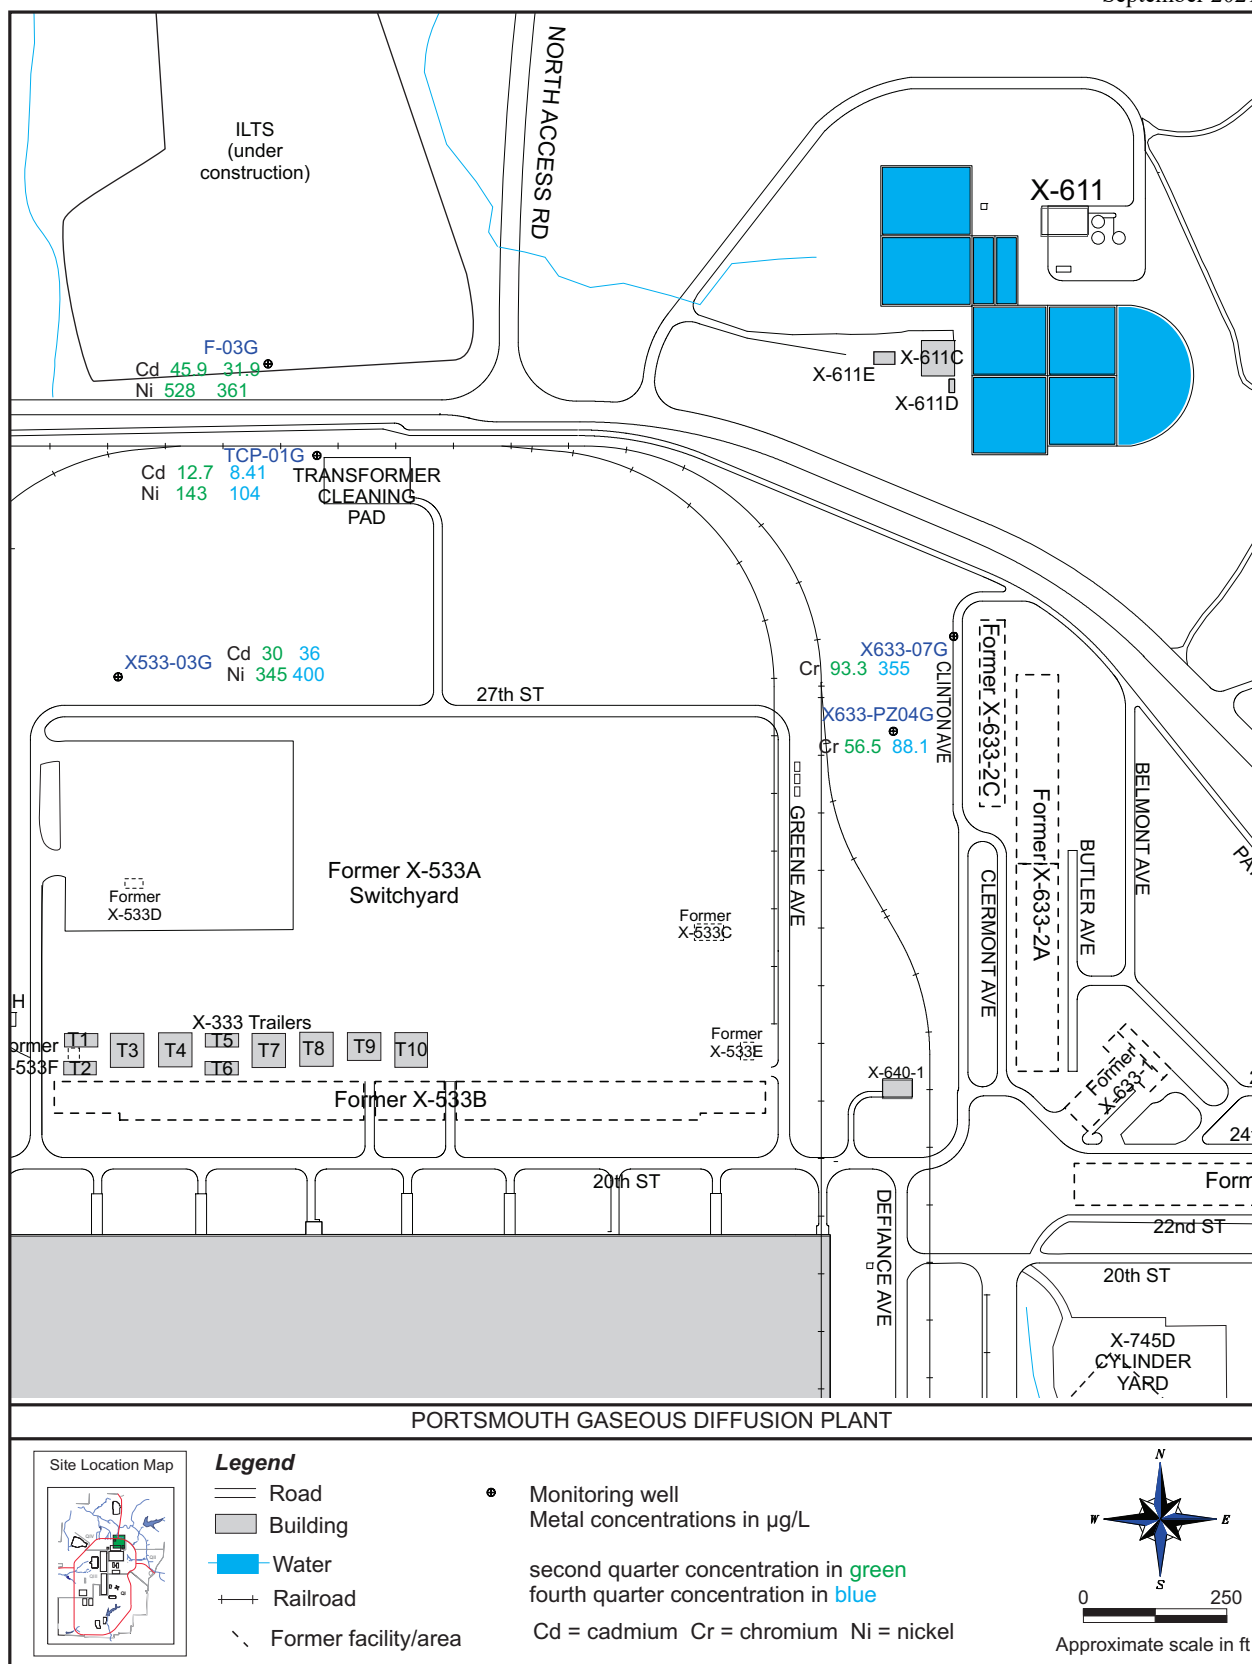 ILTS
(under
construction)
NORTH ACCESS RD
X-611
F-03G
Cd 45.9 31.9
Ni 528 361
X-611C
X-611E
X-611D
TCP-01G
Cd 12.7 8.41
Ni 143 104
TRANSFORMER
CLEANING
PAD
X533-03G
Cd 30 36
Ni 345 400
27th ST
X633-07G
Cr 93.3 355
X633-PZ04G
Cr 56.5 88.1
CLINTON AVE
Former X-633-2C
Former X-633-2A
BELMONT AVE
BUTLER AVE
CLERMONT AVE
GREENE AVE
Former X-533A
Switchyard
Former
X-533D
Former
X-533C
Former
X-533E
H
X-333 Trailers
T1
T2
T3
T4
T5
T6
T7
T8
T9
T10
ormer
-533F
Former X-533B
X-640-1
Former
X-633-1
24
Form
20th ST
22nd ST
20th ST
DEFIANCE AVE
X-745D
CYLINDER
YARD
PORTSMOUTH GASEOUS DIFFUSION PLANT
Site Location Map
Legend
Road
Building
Water
Railroad
Former facility/area
Monitoring well
Metal concentrations in µg/L
second quarter concentration in green
fourth quarter concentration in blue
Cd = cadmium Cr = chromium Ni = nickel
N
W
E
S
0 250
Approximate scale in ft